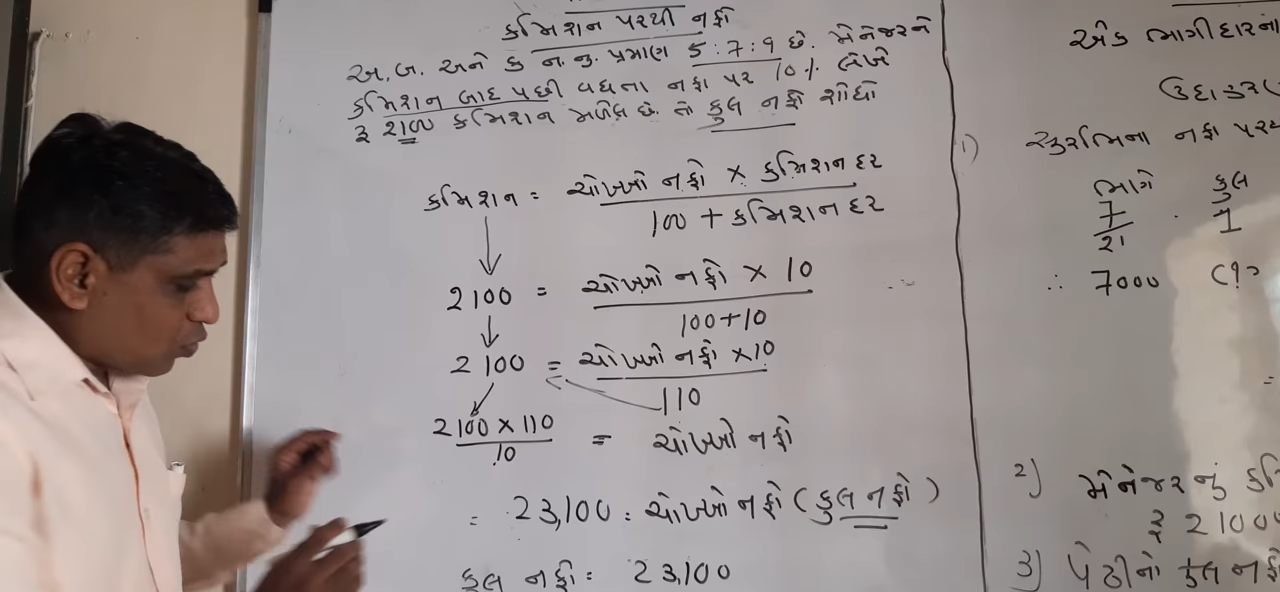 કમિશન પરથી નફો
અ.બ. અને ક ન.નુ. પ્રમાણ 5:7:9 છે. મેનેજરને
કમિશન બાદ પછી વધના નફા પર 10% લેખે
રૂ 2100 કમિશન મળેલ છે. તો કુલ નફો શોધો
કમિશન = ચોખ્ખો નફો × કમિશન દર
100 + કમિશન દર
2100 = ચોખ્ખો નફો × 10
100+10
2100 = ચોખ્ખો નફો ×10
110
2100 × 110
10
= ચોખ્ખો નફો
= 23,100 : ચોખ્ખો નફો (કુલ નફો)
કુલ નફો : 23,100
એક ભાગીદારના
1)
નફા પર
ભાગે કુલ
7 . 1
21
∴ 7000 (?)
=
2) મેનેજરનું
રૂ 2100
3) પેઢીનો કુલ નફો